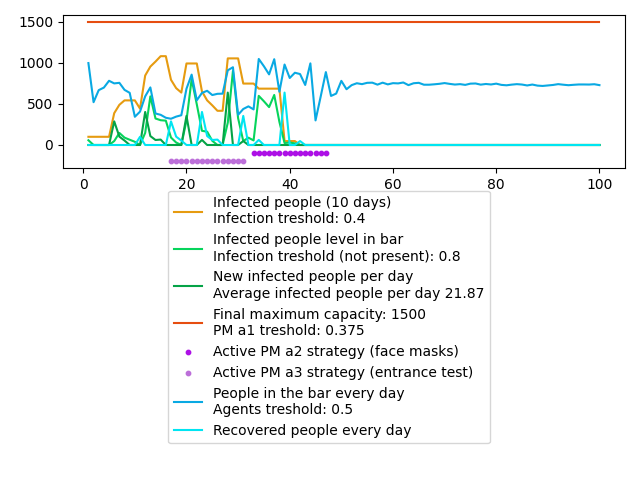 1500
1000
500
0
0 20 40 60 80 100
Infected people (10 days)
Infection treshold: 0.4
Infected people level in bar
Infection treshold (not present): 0.8
New infected people per day
Average infected people per day 21.87
Final maximum capacity: 1500
PM a1 treshold: 0.375
Active PM a2 strategy (face masks)
Active PM a3 strategy (entrance test)
People in the bar every day
Agents treshold: 0.5
Recovered people every day